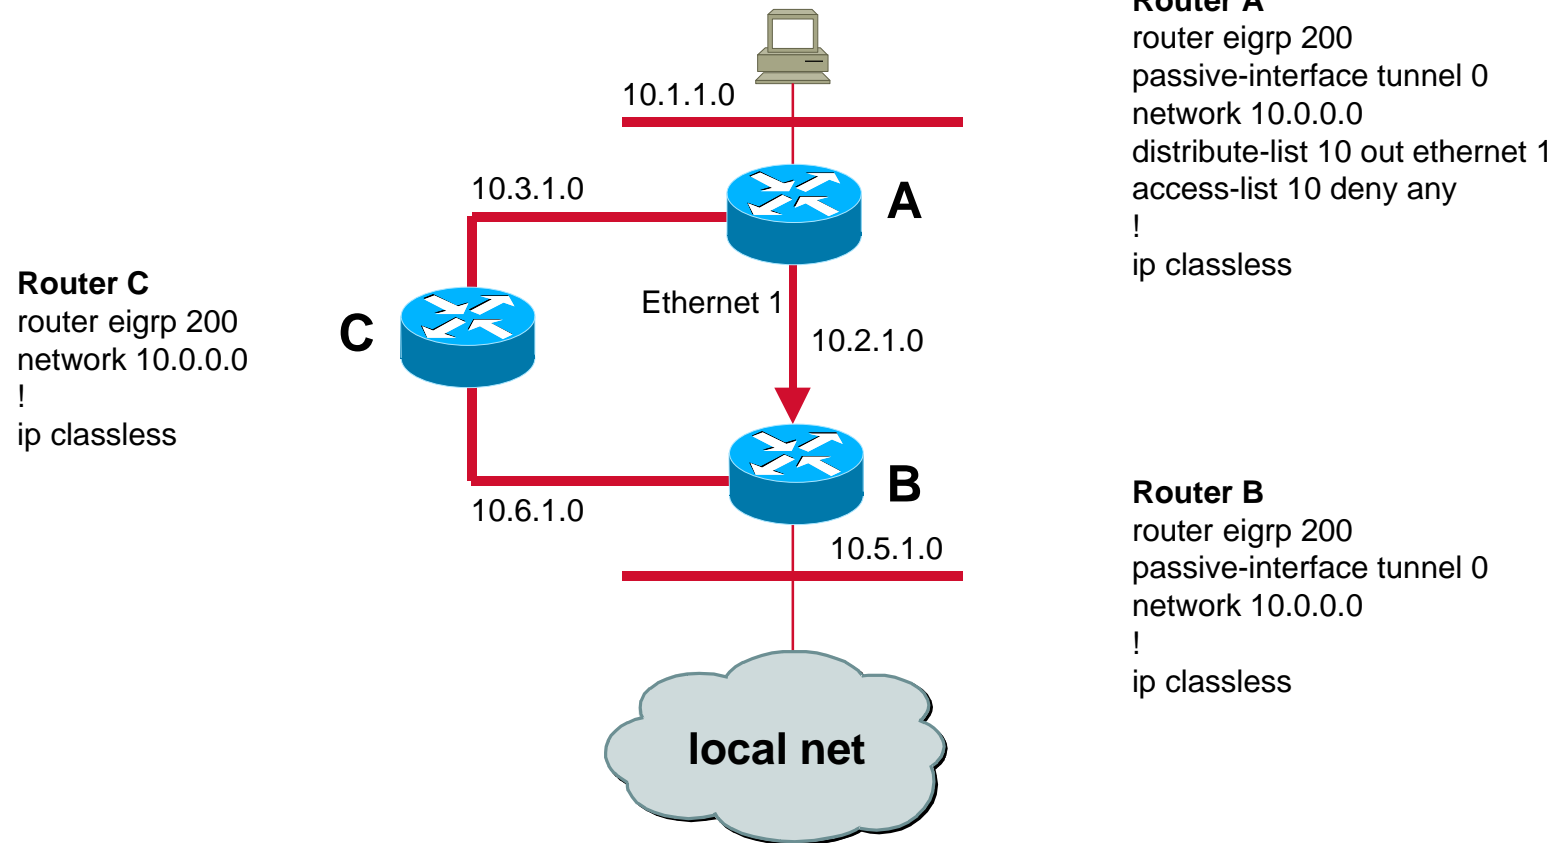 Router A
router eigrp 200
passive-interface tunnel 0
network 10.0.0.0
distribute-list 10 out ethernet 1
access-list 10 deny any
!
ip classless
10.1.1.0
10.3.1.0
A
Router C
router eigrp 200
network 10.0.0.0
!
ip classless
C
Ethernet 1
10.2.1.0
B
10.6.1.0
10.5.1.0
Router B
router eigrp 200
passive-interface tunnel 0
network 10.0.0.0
!
ip classless
local net